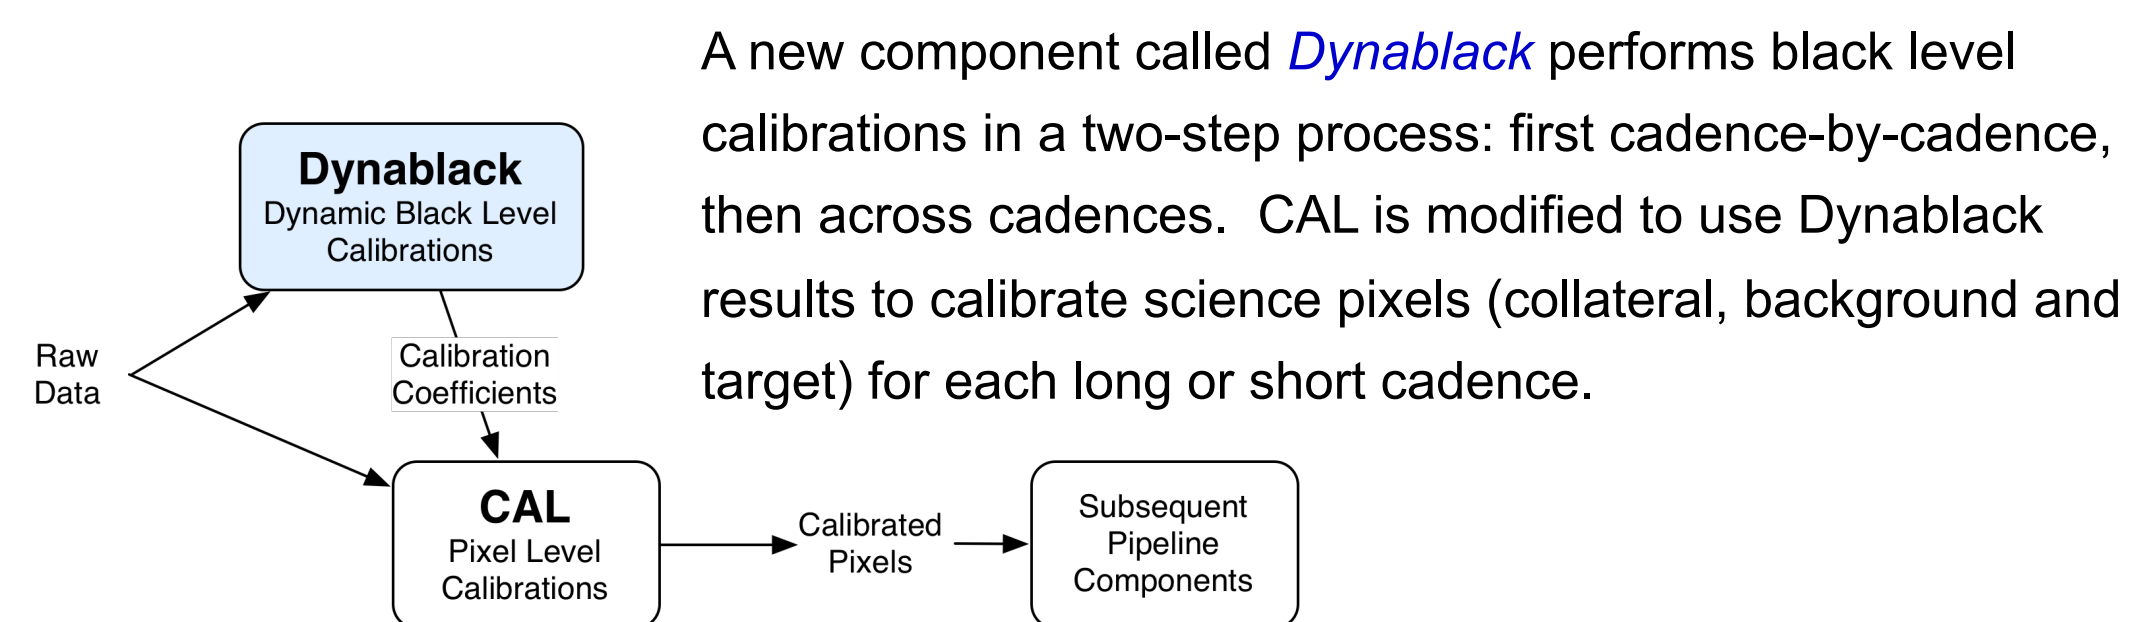 A new component called Dynablack performs black level
calibrations in a two-step process: first cadence-by-cadence,
then across cadences.  CAL is modified to use Dynablack
results to calibrate science pixels (collateral, background and
target) for each long or short cadence.
Dynablack
Dynamic Black Level
Calibrations
Raw
Data
Calibration
Coefficients
CAL
Pixel Level
Calibrations
Calibrated
Pixels
Subsequent
Pipeline
Components